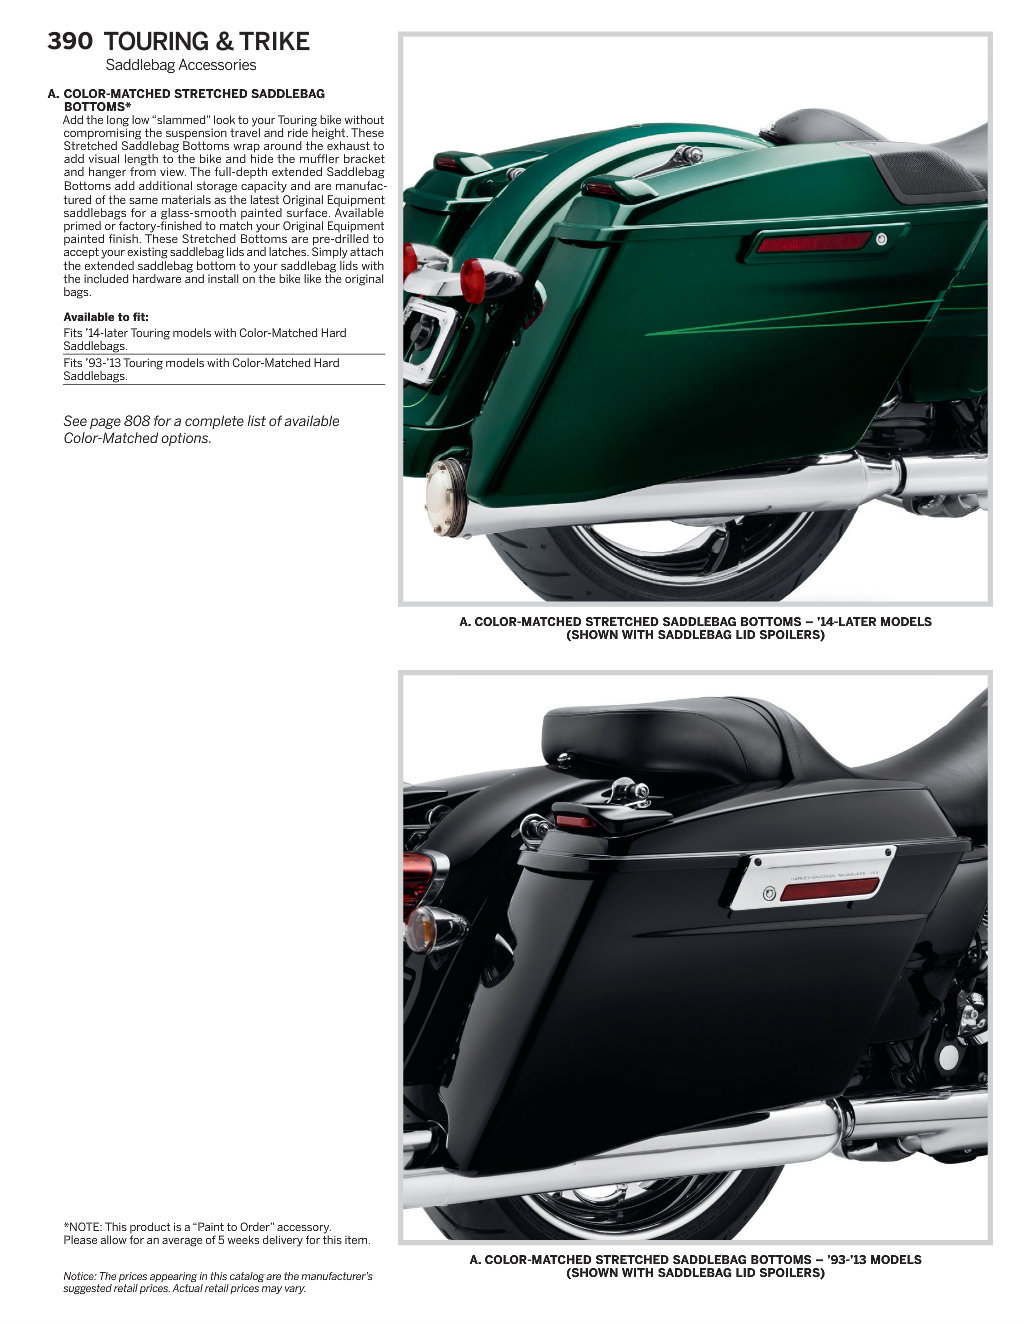 390 TOURING & TRIKE
Saddlebag Accessories
A. COLOR-MATCHED STRETCHED SADDLEBAG
BOTTOMS*
Add the long low “slammed” look to your Touring bike without
compromising the suspension travel and ride height. These
Stretched Saddlebag Bottoms wrap around the exhaust to
add visual length to the bike and hide the muffler bracket
and hanger from view. The full-depth extended Saddlebag
Bottoms add additional storage capacity and are manufac-
tured of the same materials as the latest Original Equipment
saddlebags for a glass-smooth painted surface. Available
primed or factory-finished to match your Original Equipment
painted finish. These Stretched Bottoms are pre-drilled to
accept your existing saddlebag lids and latches. Simply attach
the extended saddlebag bottom to your saddlebag lids with
the included hardware and install on the bike like the original
bags.
Available to fit:
Fits ’14-later Touring models with Color-Matched Hard
Saddlebags.
Fits ’93-’13 Touring models with Color-Matched Hard
Saddlebags.
See page 808 for a complete list of available
Color-Matched options.
A. COLOR-MATCHED STRETCHED SADDLEBAG BOTTOMS – ’14-LATER MODELS
(SHOWN WITH SADDLEBAG LID SPOILERS)
HARLEY-DAVIDSON MILWAUKEE USA
A. COLOR-MATCHED STRETCHED SADDLEBAG BOTTOMS – ’93-’13 MODELS
(SHOWN WITH SADDLEBAG LID SPOILERS)
*NOTE: This product is a “Paint to Order” accessory.
Please allow for an average of 5 weeks delivery for this item.
Notice: The prices appearing in this catalog are the manufacturer’s
suggested retail prices. Actual retail prices may vary.